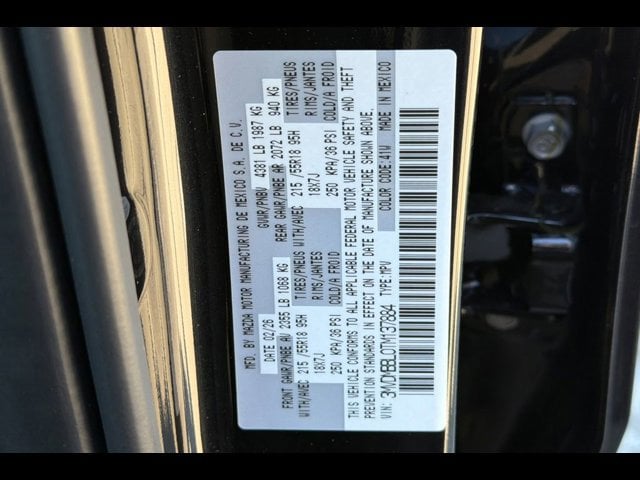 MFD. BY MAZDA MOTOR MANUFACTURING DE MEXICO S.A. DE C.V.
DATE 02/26 GVWR/PNBV 4381 LB 1987 KG
FRONT GAWR/PNBE AV 2355 LB 1068 KG REAR GAWR/PNBE AR 2072 LB 940 KG
WITH/AVEC 215/55R18 95H TIRES/PNEUS WITH/AVEC 215/55R18 95H TIRES/PNEUS
18X7J RIMS/JANTES 18X7J RIMS/JANTES
250 KPA/36 PSI COLD/A FROID 250 KPA/36 PSI COLD/A FROID
THIS VEHICLE CONFORMS TO ALL APPLICABLE FEDERAL MOTOR VEHICLE SAFETY AND THEFT
PREVENTION STANDARDS IN EFFECT ON THE DATE OF MANUFACTURE SHOWN ABOVE.
VIN: TYPE:MPV COLOR CODE:41W MADE IN MEXICO